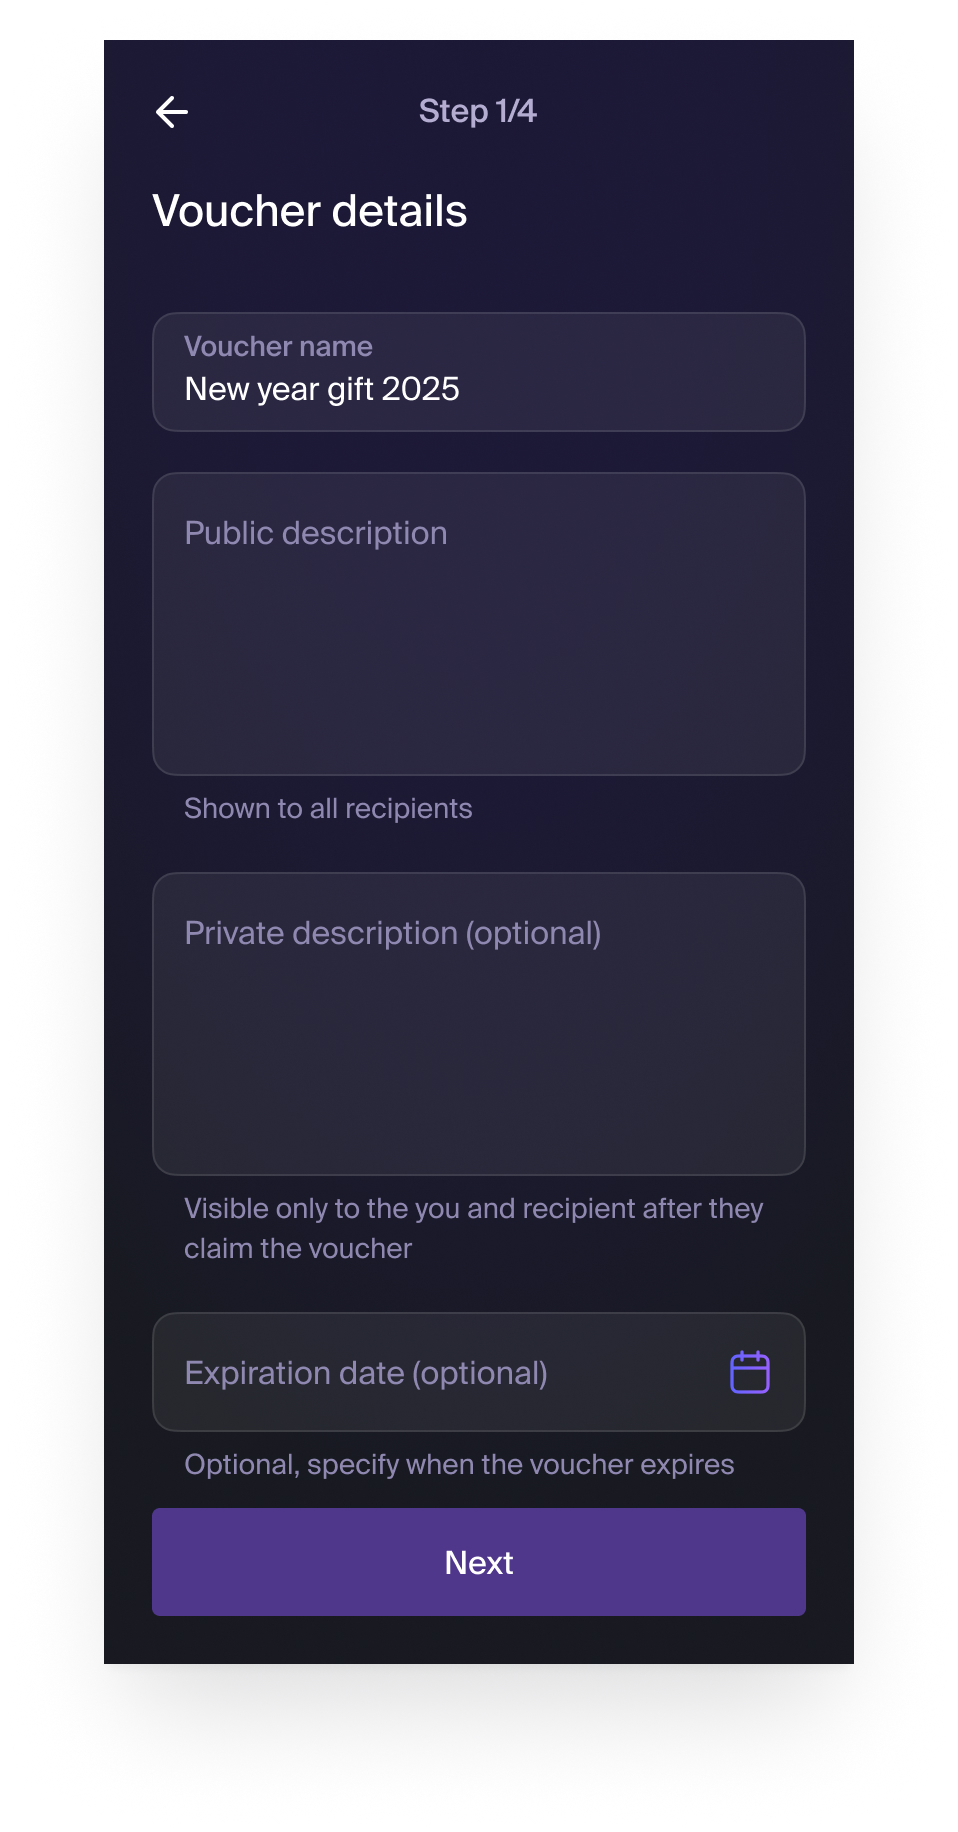 Step 1/4
Voucher details
Voucher name
New year gift 2025
Public description
Shown to all recipients
Private description (optional)
Visible only to the you and recipient after they
claim the voucher
Expiration date (optional)
Optional, specify when the voucher expires
Next